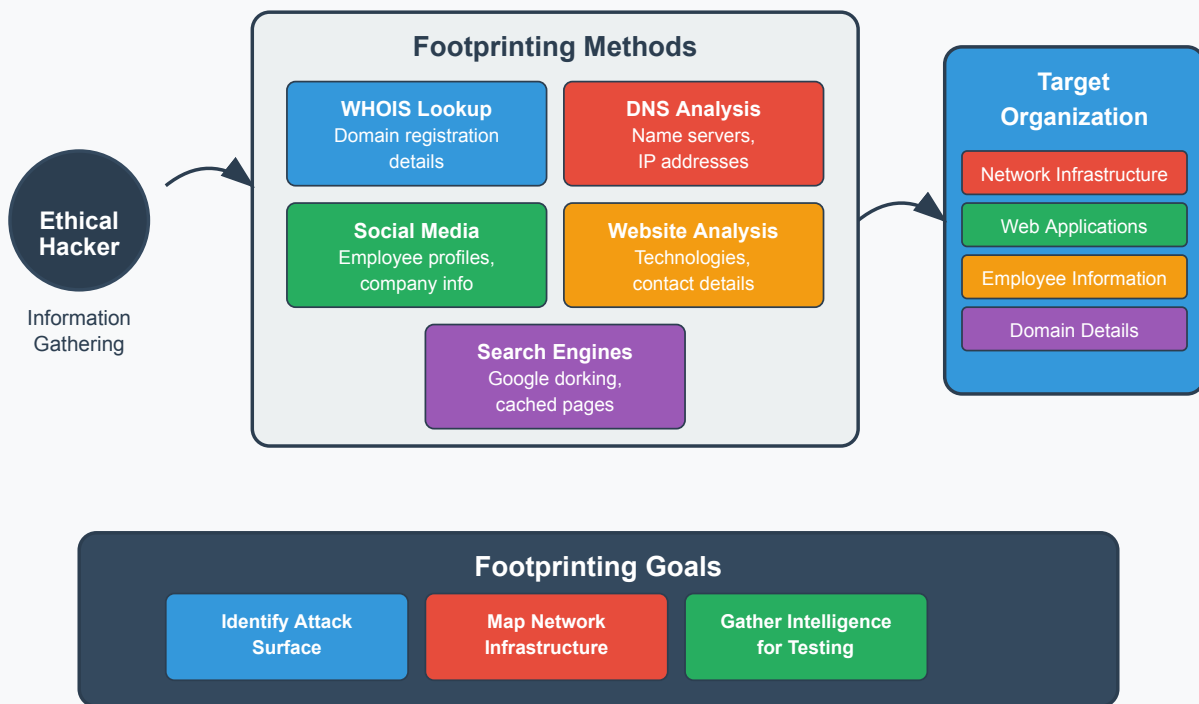 Footprinting Methods
WHOIS Lookup
Domain registration
details
DNS Analysis
Name servers,
IP addresses
Social Media
Employee profiles,
company info
Website Analysis
Technologies,
contact details
Search Engines
Google dorking,
cached pages
Ethical
Hacker
Information
Gathering
Target
Organization
Network Infrastructure
Web Applications
Employee Information
Domain Details
Footprinting Goals
Identify Attack
Surface
Map Network
Infrastructure
Gather Intelligence
for Testing